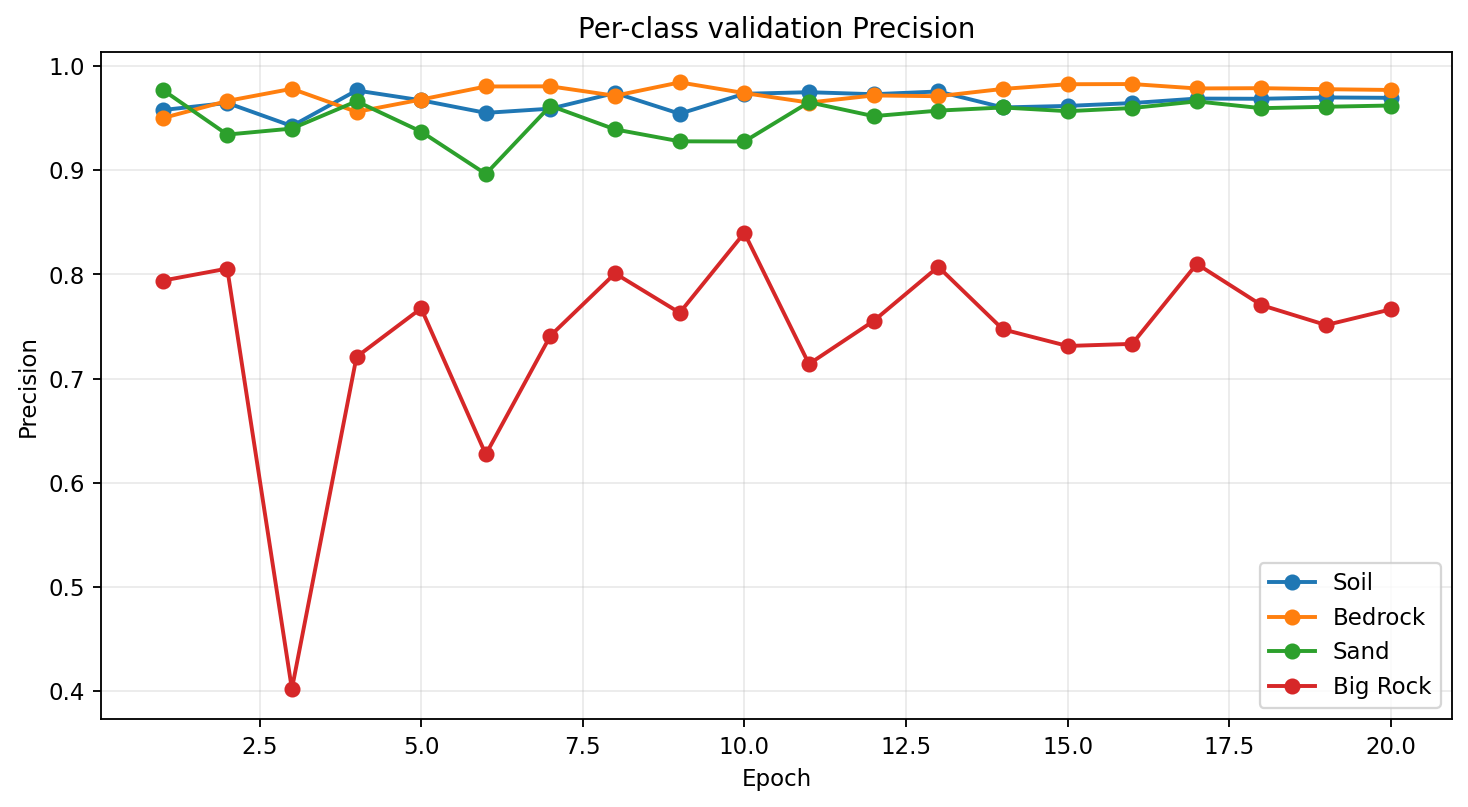 Per-class validation Precision
1.0
0.9
0.8
0.7
0.6
0.5
0.4
Precision
2.5 5.0 7.5 10.0 12.5 15.0 17.5 20.0
Epoch
Soil
Bedrock
Sand
Big Rock